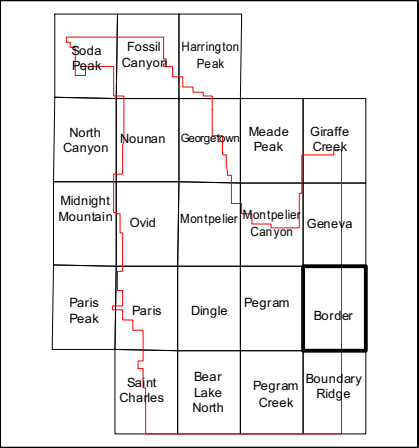 Soda
Peak
Fossil
Canyon
Harrington
Peak
North
Canyon
Nounan
Georgetown
Meade
Peak
Giraffe
Creek
Midnight
Mountain
Ovid
Montpelier
Montpelier
Canyon
Geneva
Paris
Peak
Paris
Dingle
Pegram
Border
Saint
Charles
Bear
Lake
North
Pegram
Creek
Boundary
Ridge